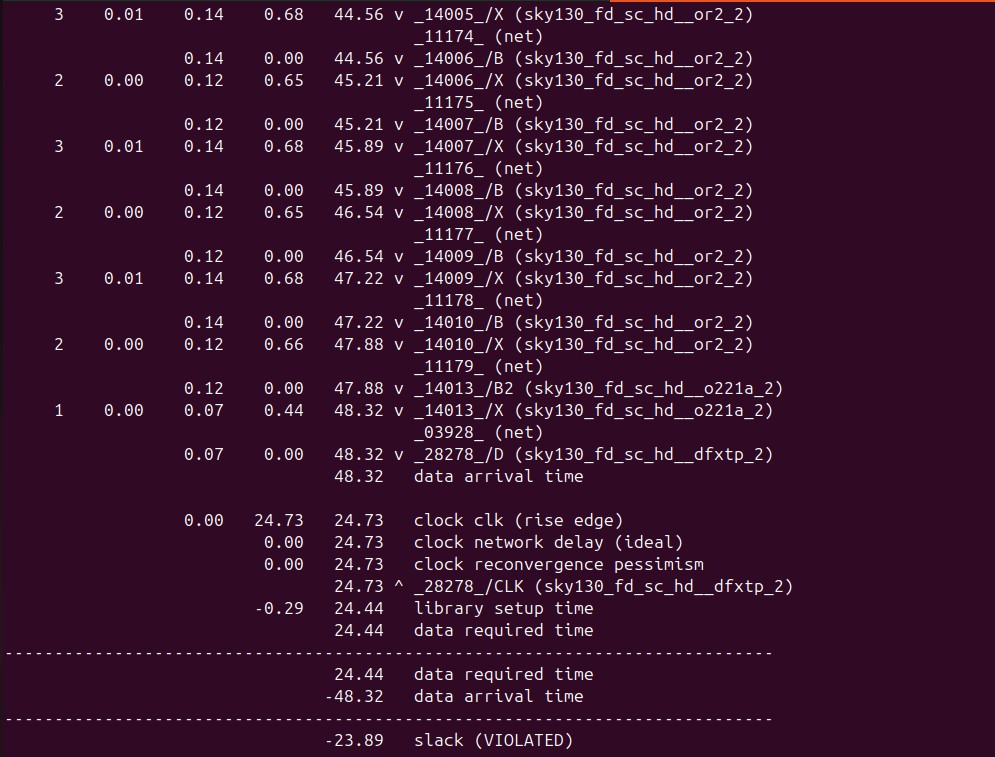 3 0.01 0.14 0.68 44.56 v _14005_/X (sky130_fd_sc_hd__or2_2)
_11174_ (net)
0.14 0.00 44.56 v _14006_/B (sky130_fd_sc_hd__or2_2)
2 0.00 0.12 0.65 45.21 v _14006_/X (sky130_fd_sc_hd__or2_2)
_11175_ (net)
0.12 0.00 45.21 v _14007_/B (sky130_fd_sc_hd__or2_2)
3 0.01 0.14 0.68 45.89 v _14007_/X (sky130_fd_sc_hd__or2_2)
_11176_ (net)
0.14 0.00 45.89 v _14008_/B (sky130_fd_sc_hd__or2_2)
2 0.00 0.12 0.65 46.54 v _14008_/X (sky130_fd_sc_hd__or2_2)
_11177_ (net)
0.12 0.00 46.54 v _14009_/B (sky130_fd_sc_hd__or2_2)
3 0.01 0.14 0.68 47.22 v _14009_/X (sky130_fd_sc_hd__or2_2)
_11178_ (net)
0.14 0.00 47.22 v _14010_/B (sky130_fd_sc_hd__or2_2)
2 0.00 0.12 0.66 47.88 v _14010_/X (sky130_fd_sc_hd__or2_2)
_11179_ (net)
0.12 0.00 47.88 v _14013_/B2 (sky130_fd_sc_hd__o221a_2)
1 0.00 0.07 0.44 48.32 v _14013_/X (sky130_fd_sc_hd__o221a_2)
_03928_ (net)
0.07 0.00 48.32 v _28278_/D (sky130_fd_sc_hd__dfxtp_2)
48.32 data arrival time
0.00 24.73 24.73 clock clk (rise edge)
0.00 24.73 clock network delay (ideal)
0.00 24.73 clock reconvergence pessimism
24.73 ^ _28278_/CLK (sky130_fd_sc_hd__dfxtp_2)
-0.29 24.44 library setup time
24.44 data required time
-----------------------------------------------------------------------------
24.44 data required time
-48.32 data arrival time
-----------------------------------------------------------------------------
-23.89 slack (VIOLATED)